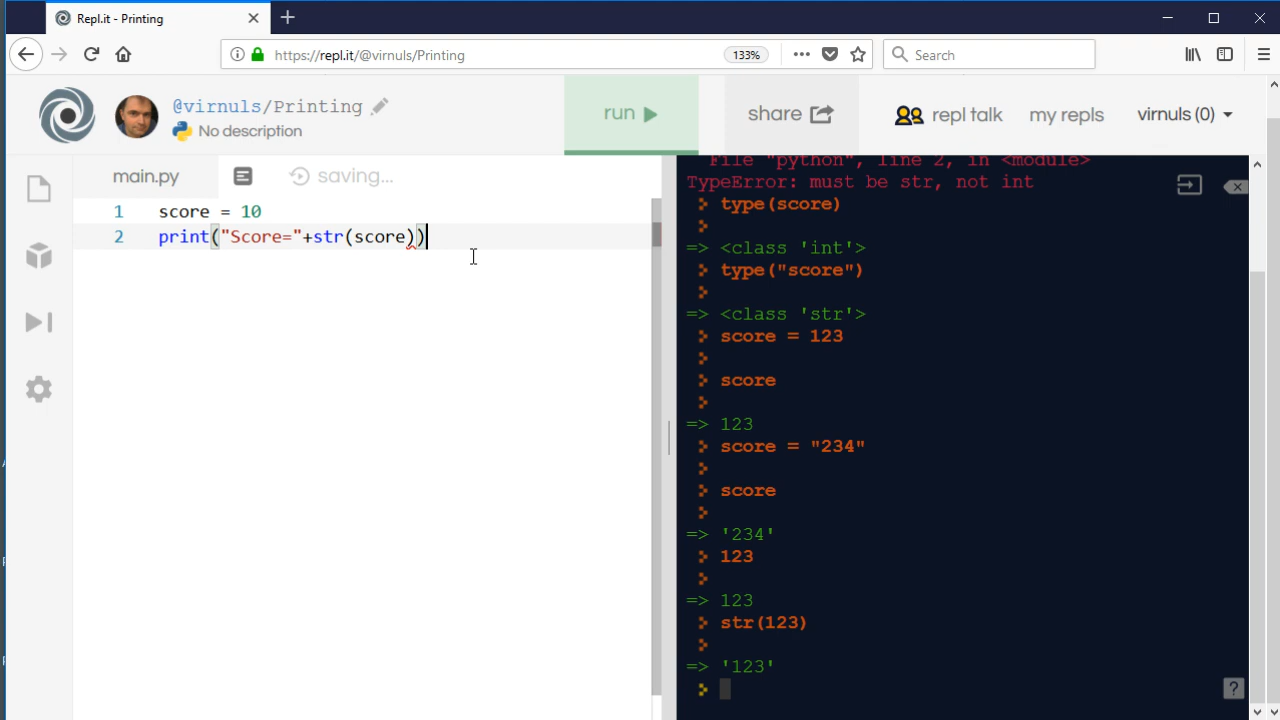 Repl.it - Printing
https://repl.it/@virnuls/Printing
133%
Search
@virnuls/Printing
No description
run
share
repl talk
my repls
virnuls (0)
main.py
saving...
1 score = 10
2 print("Score="+str(score))
File "python", line 2, in <module>
TypeError: must be str, not int
type(score)
=> <class 'int'>
type("score")
=> <class 'str'>
score = 123
score
=> 123
score = "234"
score
=> '234'
123
=> 123
str(123)
=> '123'
?